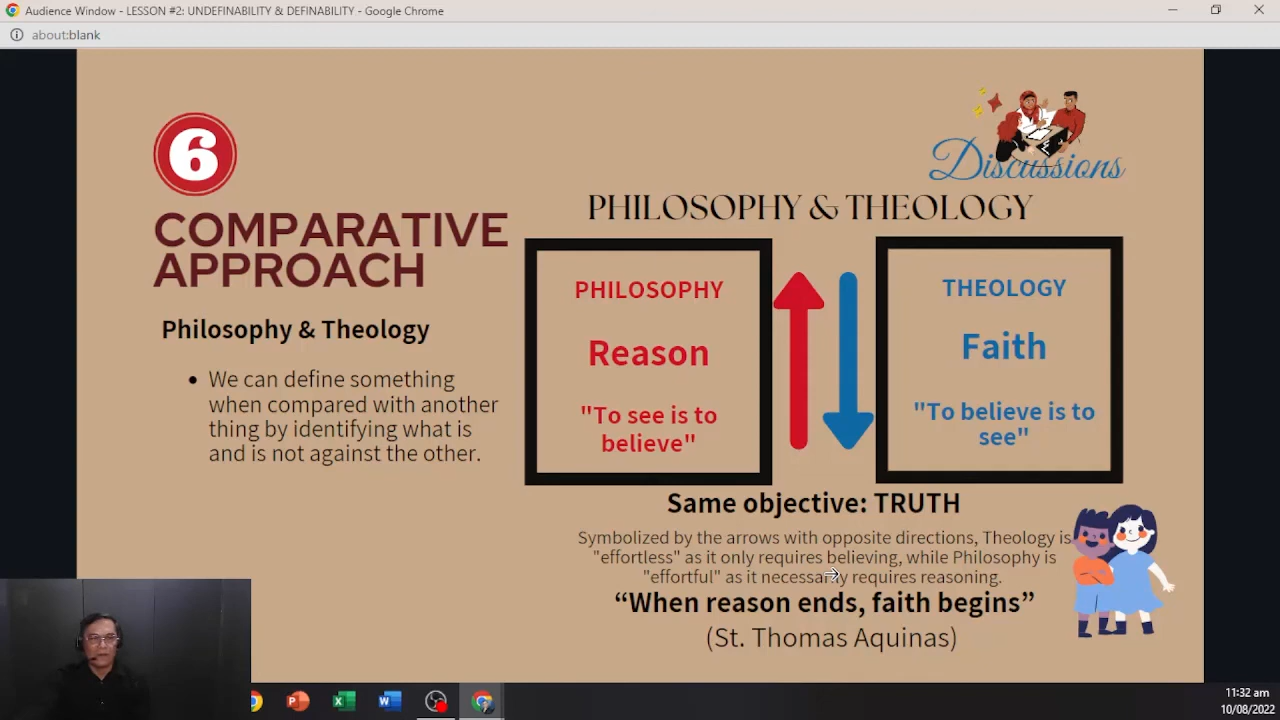 Audience Window - LESSON #2: UNDEFINABILITY & DEFINABILITY - Google Chrome
about:blank
6
COMPARATIVE
APPROACH
Philosophy & Theology
• We can define something
when compared with another
thing by identifying what is
and is not against the other.
Discussions
PHILOSOPHY & THEOLOGY
PHILOSOPHY
Reason
"To see is to
believe"
THEOLOGY
Faith
"To believe is to
see"
Same objective: TRUTH
Symbolized by the arrows with opposite directions, Theology is
"effortless" as it only requires believing, while Philosophy is
"effortful" as it necessarily requires reasoning.
“When reason ends, faith begins”
(St. Thomas Aquinas)
11:32 am
10/08/2022